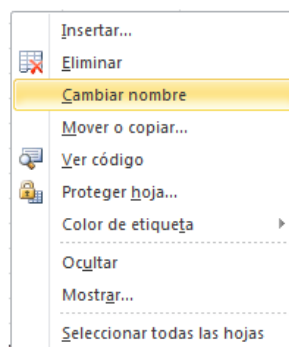 Insertar...
Eliminar
Cambiar nombre
Mover o copiar...
Ver código
Proteger hoja...
Color de etiqueta
Ocultar
Mostrar...
Seleccionar todas las hojas